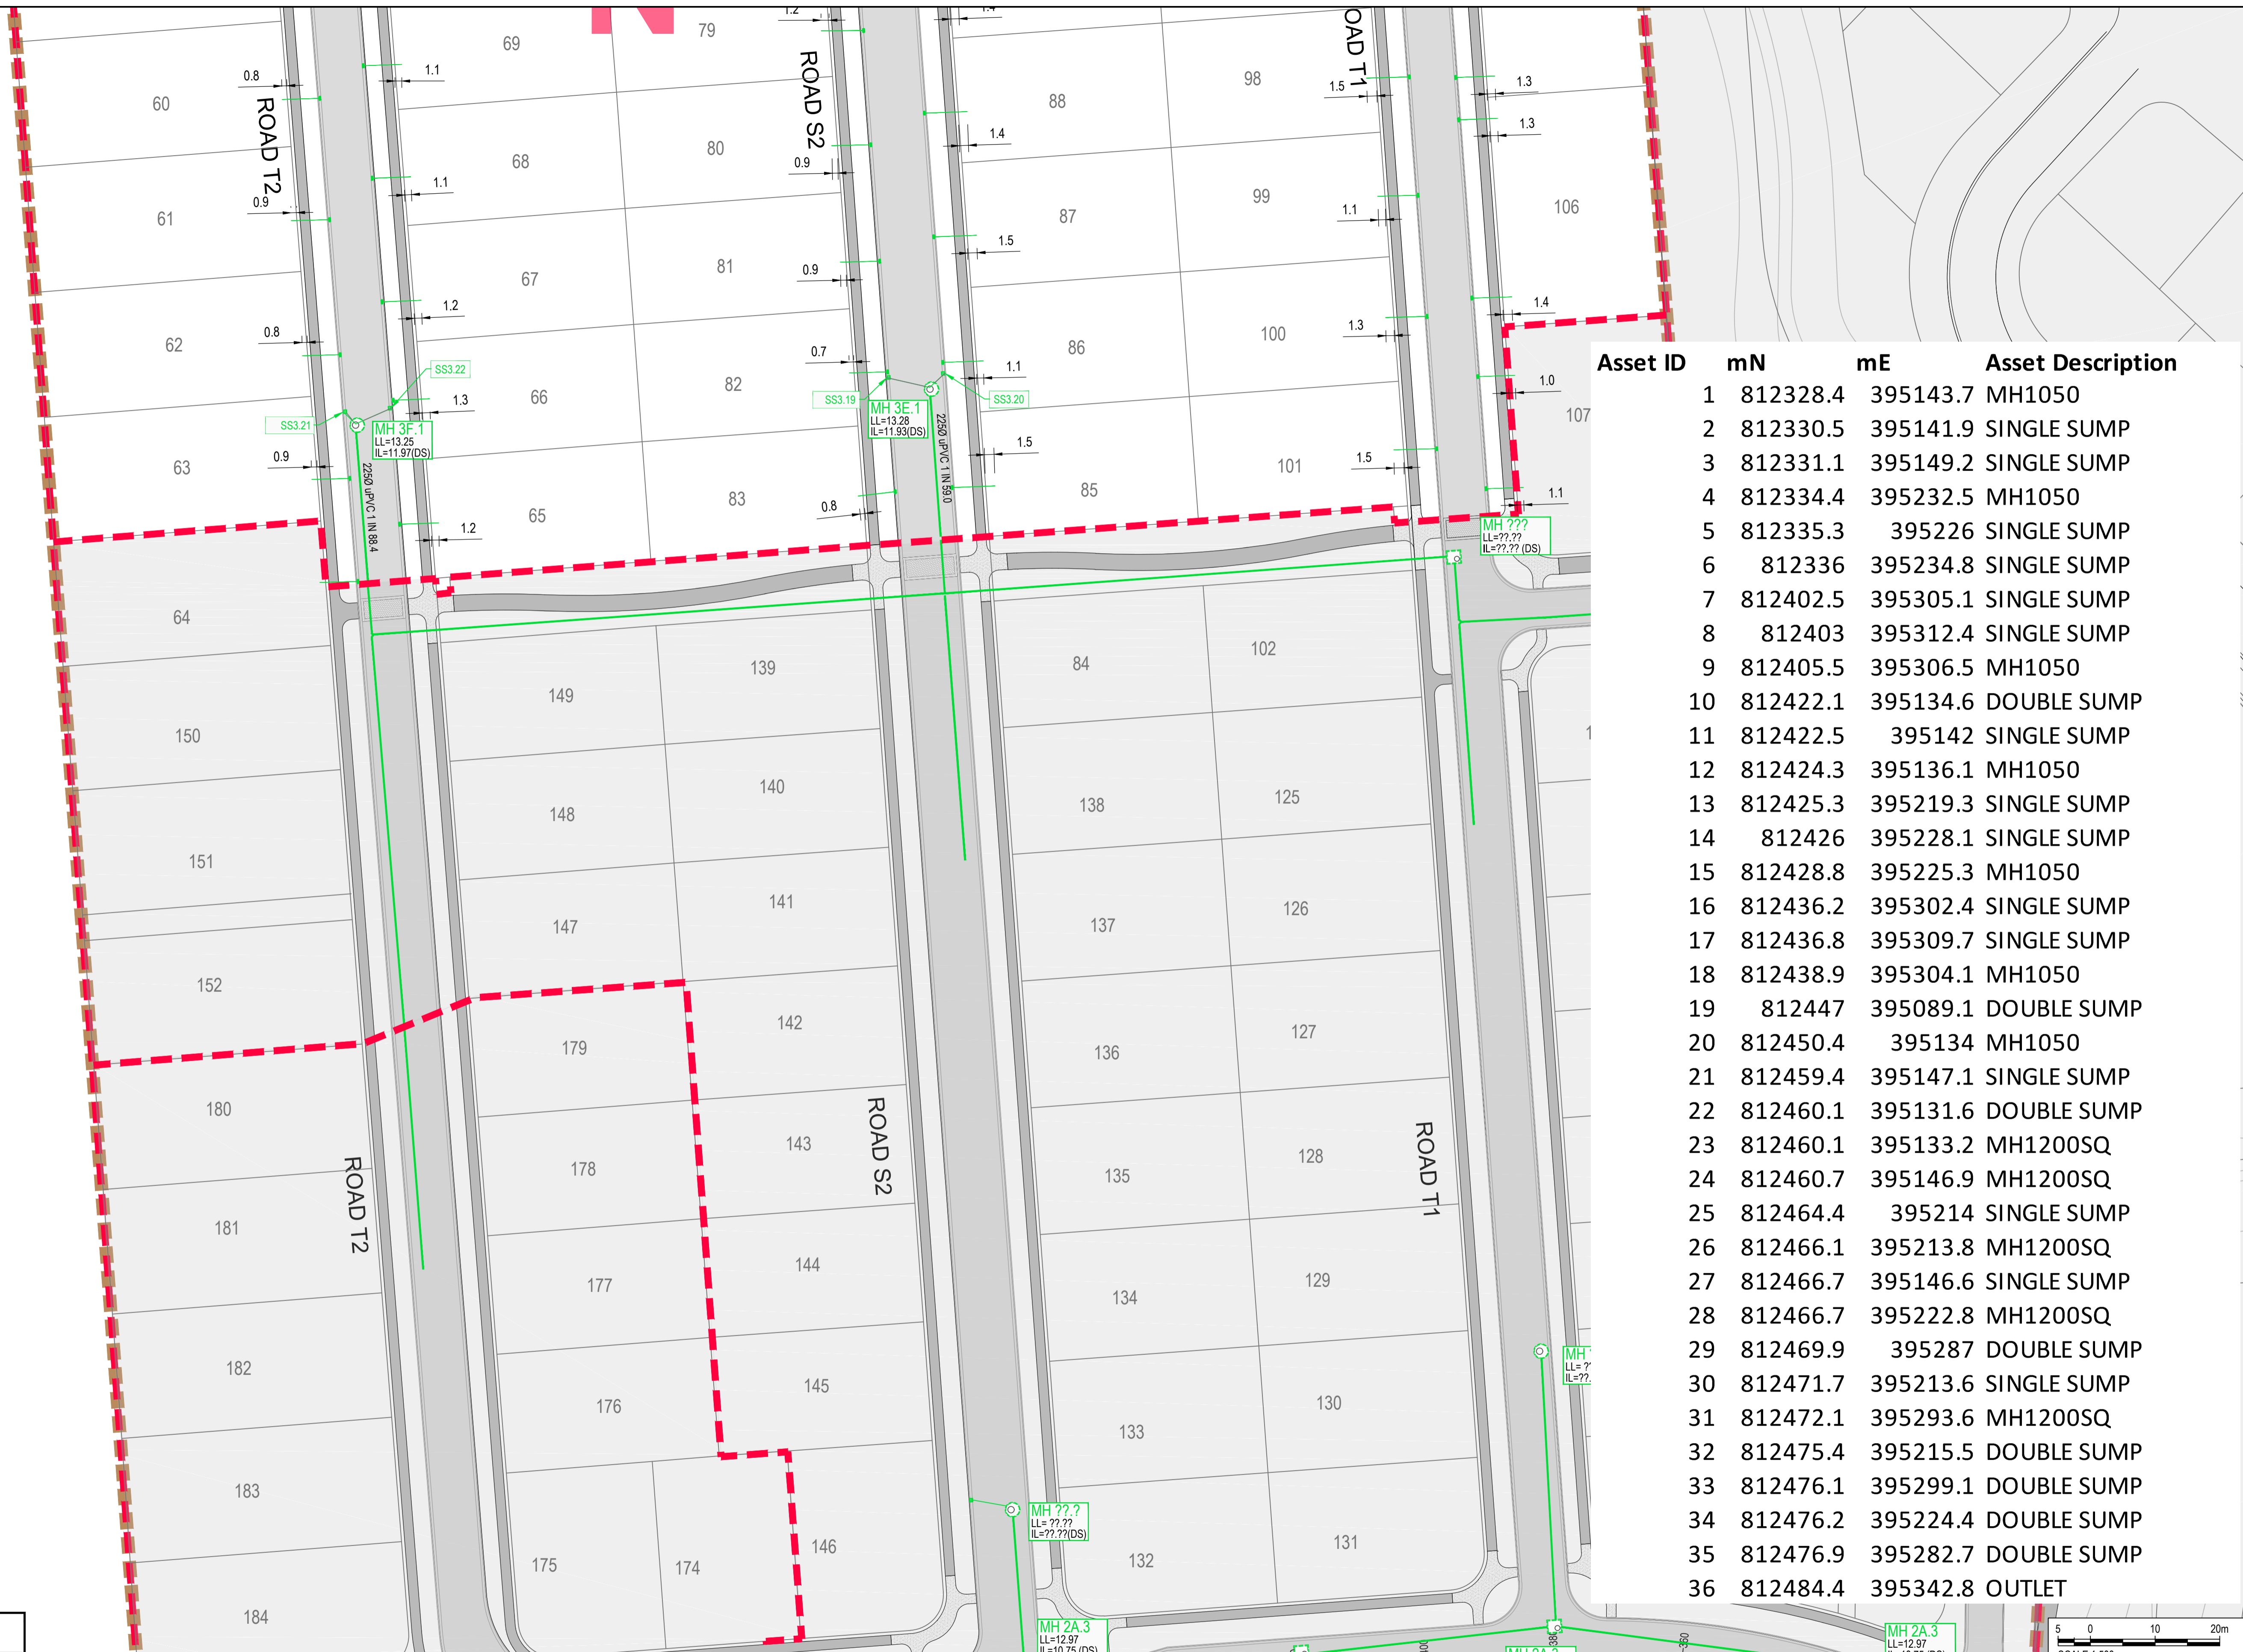 69
79
1.2
1.4
60
0.8
ROAD T2
1.1
ROAD S2
88
98
ROAD T1
1.5
1.3
1.3
68
80
0.9
1.4
61
0.9
1.1
87
99
1.1
106
67
81
0.9
1.5
62
0.8
1.2
0.7
86
100
1.3
1.4
1.1
1.0
107
SS3.22
66
82
SS3.21
1.3
SS3.19
SS3.20
MH 3F.1
LL=13.25
IL=11.97(DS)
MH 3E.1
LL=13.28
IL=11.93(DS)
63
0.9
225Ø uPVC 1 IN 88.4
225Ø uPVC 1 IN 59.0
1.5
101
1.5
85
65
83
0.8
1.2
1.1
MH ???
LL=??.??
IL=??.?? (DS)
64
149
139
84
102
150
148
140
138
125
151
147
141
137
126
152
179
142
136
127
180
178
143
135
128
ROAD T2
ROAD S2
ROAD T1
181
177
144
134
129
182
176
145
133
130
183
175
174
146
132
131
184
MH ??.?
LL= ??.??
IL=??.??(DS)
MH
LL= ??
IL=??.
MH 2A.3
LL=12.97
IL=10.75 (DS)
MH 2A.3
LL=12.97
Asset ID mN mE Asset Description
1 812328.4 395143.7 MH1050
2 812330.5 395141.9 SINGLE SUMP
3 812331.1 395149.2 SINGLE SUMP
4 812334.4 395232.5 MH1050
5 812335.3 395226 SINGLE SUMP
6 812336 395234.8 SINGLE SUMP
7 812402.5 395305.1 SINGLE SUMP
8 812403 395312.4 SINGLE SUMP
9 812405.5 395306.5 MH1050
10 812422.1 395134.6 DOUBLE SUMP
11 812422.5 395142 SINGLE SUMP
12 812424.3 395136.1 MH1050
13 812425.3 395219.3 SINGLE SUMP
14 812426 395228.1 SINGLE SUMP
15 812428.8 395225.3 MH1050
16 812436.2 395302.4 SINGLE SUMP
17 812436.8 395309.7 SINGLE SUMP
18 812438.9 395304.1 MH1050
19 812447 395089.1 DOUBLE SUMP
20 812450.4 395134 MH1050
21 812459.4 395147.1 SINGLE SUMP
22 812460.1 395131.6 DOUBLE SUMP
23 812460.1 395133.2 MH1200SQ
24 812460.7 395146.9 MH1200SQ
25 812464.4 395214 SINGLE SUMP
26 812466.1 395213.8 MH1200SQ
27 812466.7 395146.6 SINGLE SUMP
28 812466.7 395222.8 MH1200SQ
29 812469.9 395287 DOUBLE SUMP
30 812471.7 395213.6 SINGLE SUMP
31 812472.1 395293.6 MH1200SQ
32 812475.4 395215.5 DOUBLE SUMP
33 812476.1 395299.1 DOUBLE SUMP
34 812476.2 395224.4 DOUBLE SUMP
35 812476.9 395282.7 DOUBLE SUMP
36 812484.4 395342.8 OUTLET
5 0 10 20m